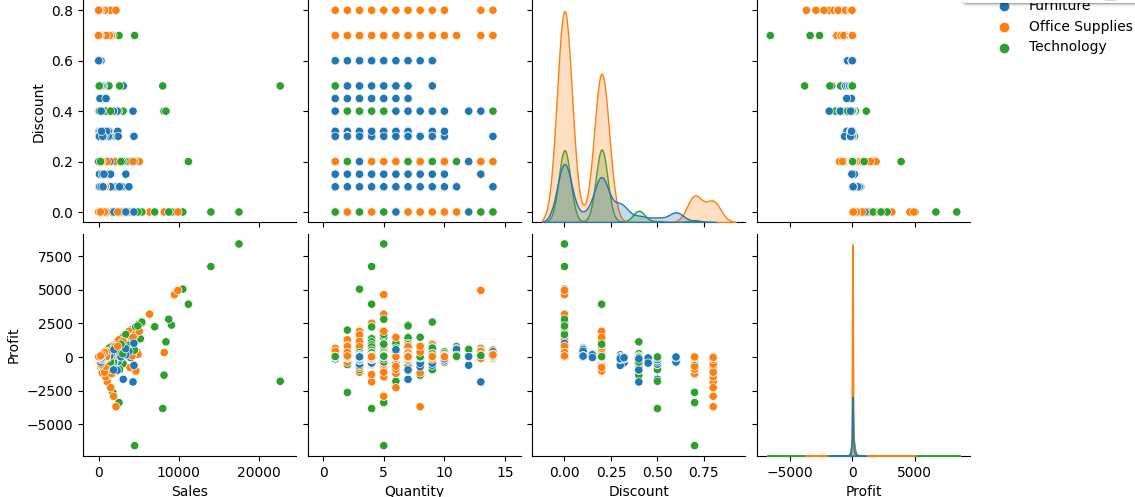 Furniture
Office Supplies
Technology
0.8
0.6
0.4
0.2
0.0
Discount
7500
5000
2500
0
−2500
−5000
Profit
0 10000 20000
0 5 10 15
0.00 0.25 0.50 0.75
−5000 0 5000
Sales
Quantity
Discount
Profit